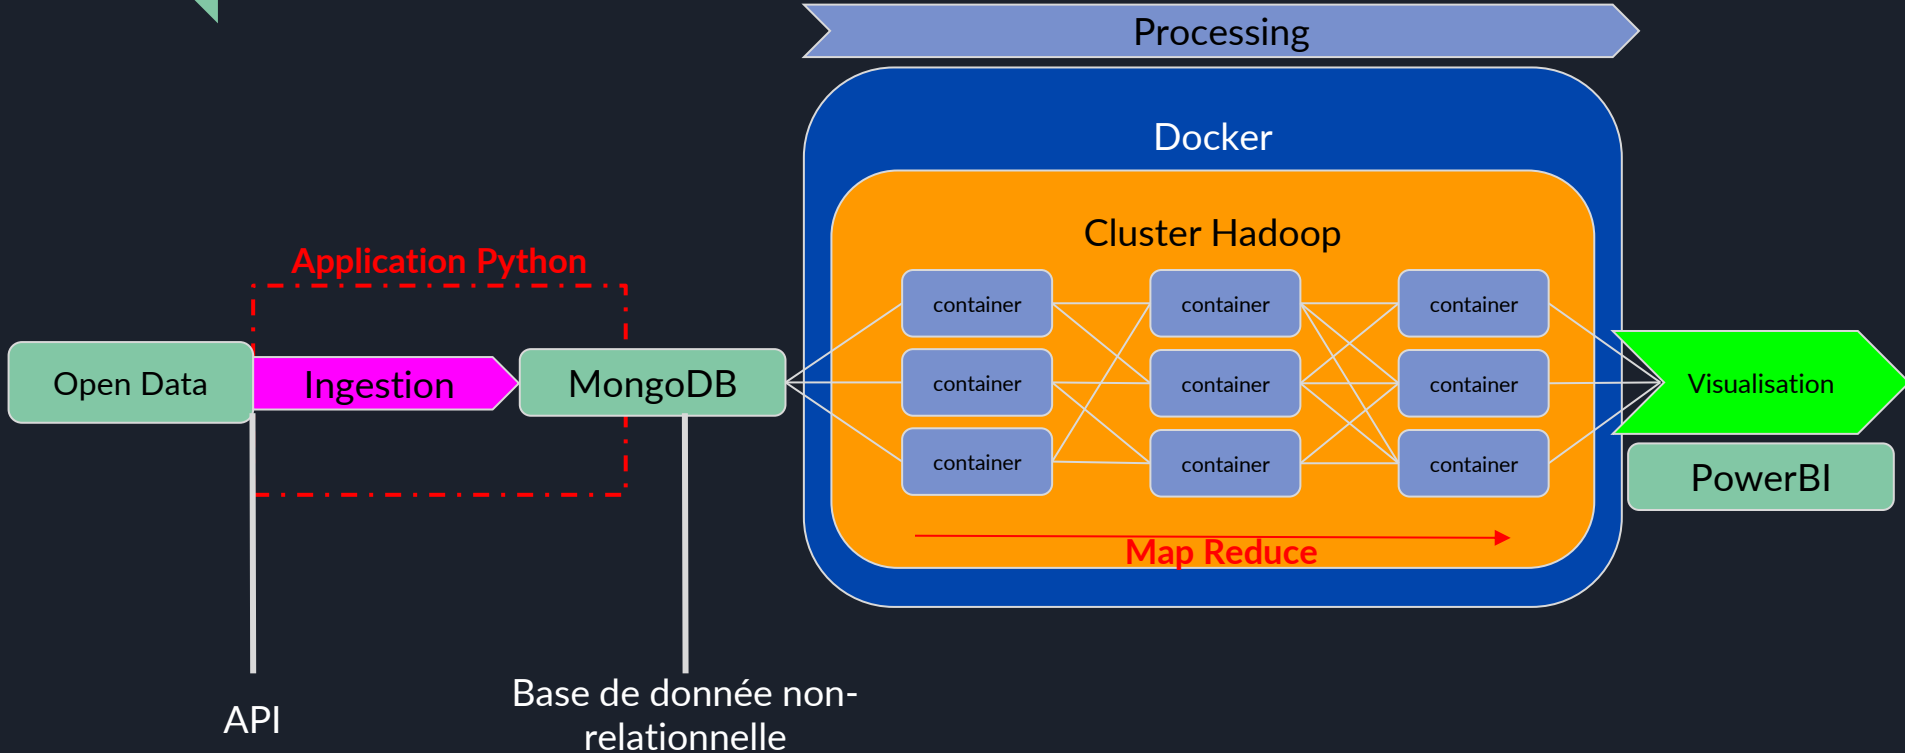 Processing
Docker
Cluster Hadoop
Application Python
container
container
container
Open Data
Ingestion
MongoDB
container
container
container
Visualisation
container
container
container
PowerBI
Map Reduce
API
Base de donnée non-
relationnelle